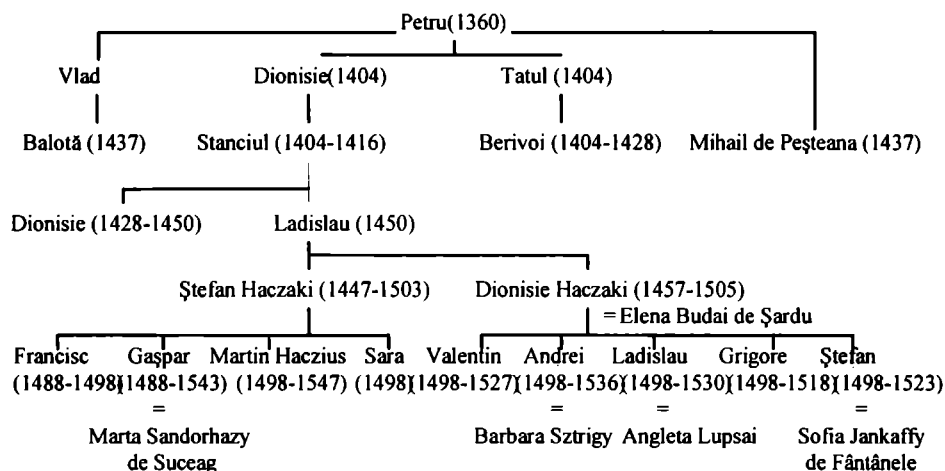 Petru(1360)
Vlad Dionisie(1404) Tatul (1404)
Balotă (1437) Stanciul (1404-1416) Berivoi (1404-1428) Mihail de Peşteana (1437)
Dionisie (1428-1450) Ladislau (1450)
Ştefan Haczaki (1447-1503) Dionisie Haczaki (1457-1505)
= Elena Budai de Şardu
Francisc Gaşpar Martin Haczius Sara Valentin Andrei Ladislau Grigore Ştefan
(1488-1498) (1488-1543) (1498-1547) (1498) (1498-1527) (1498-1536) (1498-1530) (1498-1518) (1498-1523)
= = = =
Marta Sandorhazy Barbara Sztrigy Angleta Lupsai Sofia Jankaffy
de Suceag de Fântânele